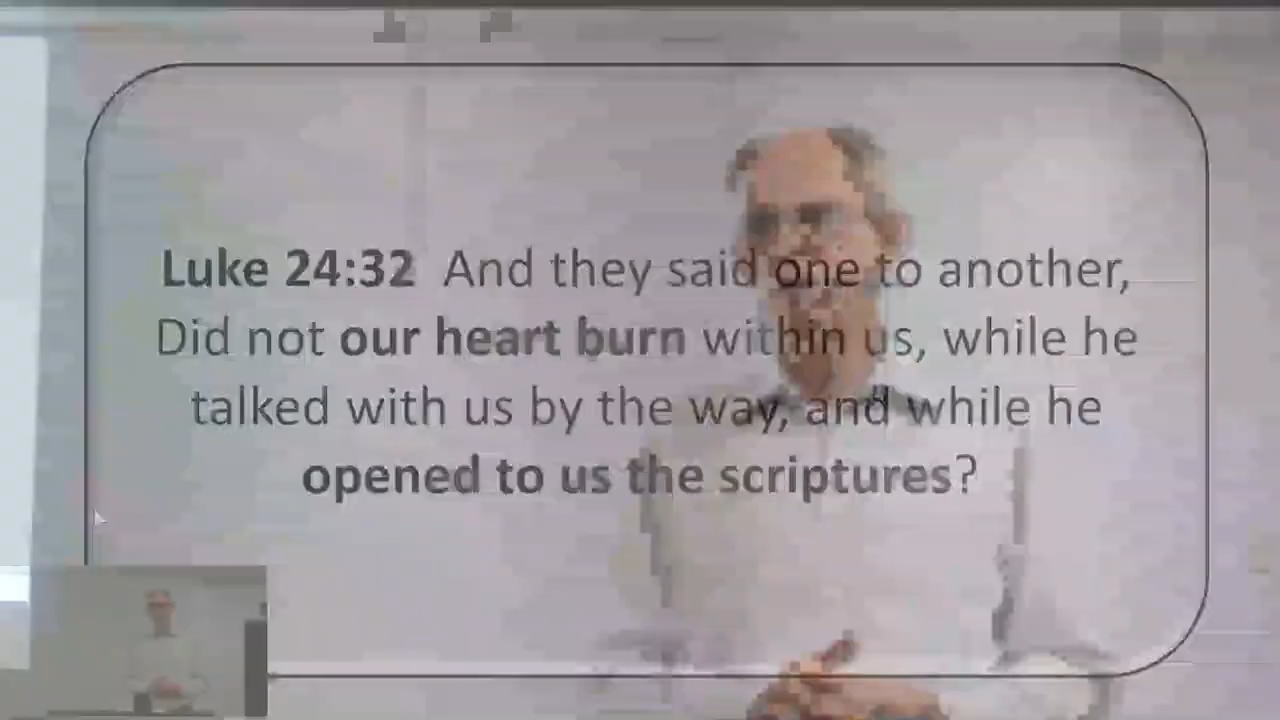 Luke 24:32 And they said one to another,
Did not our heart burn within us, while he
talked with us by the way, and while he
opened to us the scriptures?